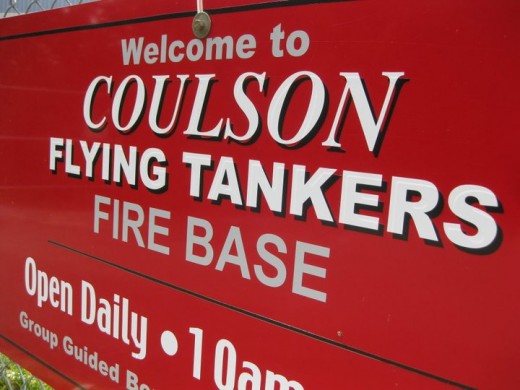 Welcome to
COULSON
FLYING TANKERS
FIRE BASE
Open Daily • 10am
Group Guided